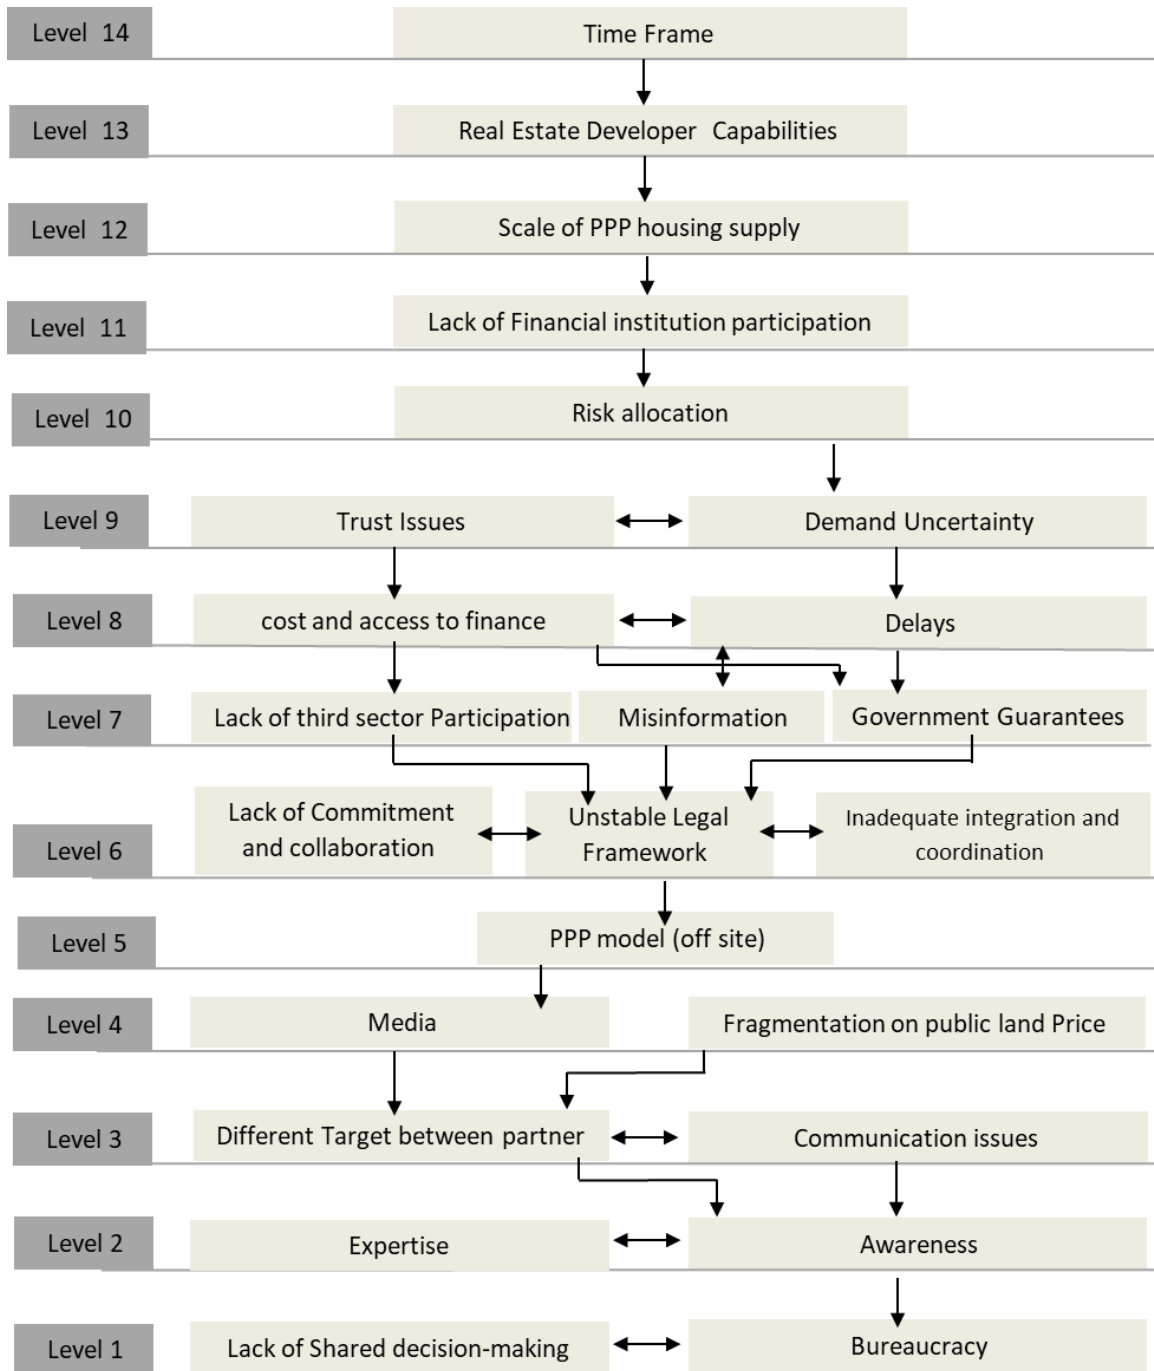 Level 14
Time Frame
Level 13
Real Estate Developer Capabilities
Level 12
Scale of PPP housing supply
Level 11
Lack of Financial institution participation
Level 10
Risk allocation
Level 9
Trust Issues
Demand Uncertainty
Level 8
cost and access to finance
Delays
Level 7
Lack of third sector Participation
Misinformation
Government Guarantees
Level 6
Lack of Commitment
and collaboration
Unstable Legal
Framework
Inadequate integration and
coordination
Level 5
PPP model (off site)
Level 4
Media
Fragmentation on public land Price
Level 3
Different Target between partner
Communication issues
Level 2
Expertise
Awareness
Level 1
Lack of Shared decision-making
Bureaucracy